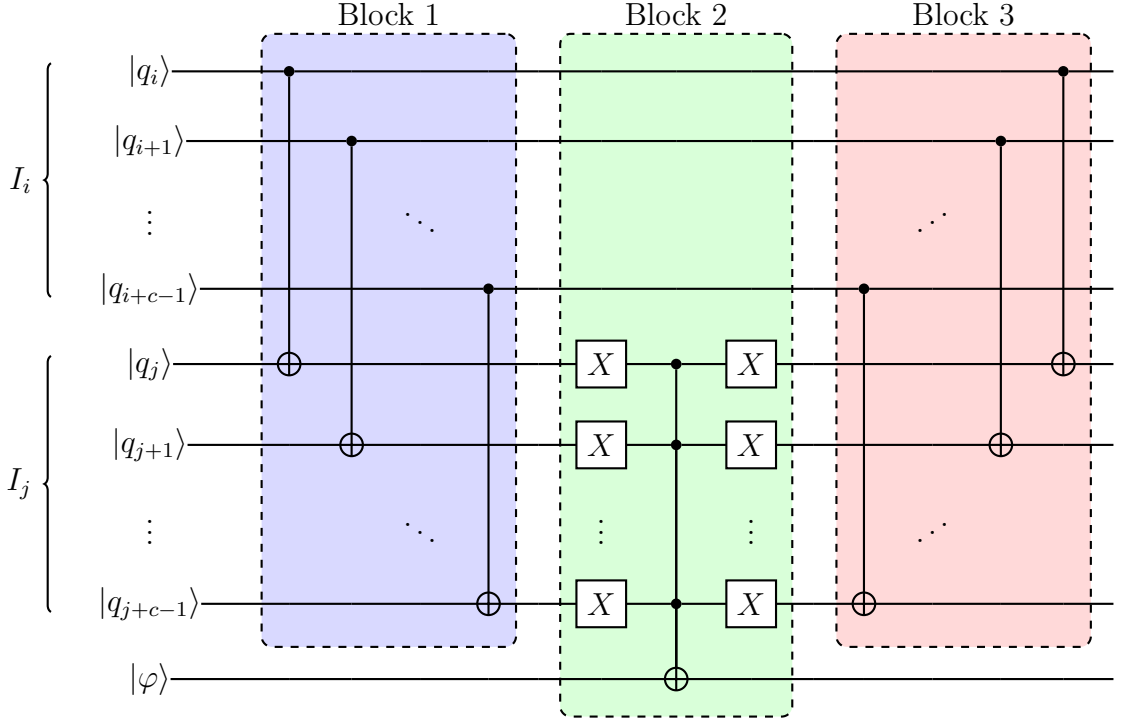 Block 1
Block 2
Block 3
|q_i⟩
|q_{i+1}⟩
I_i
⋮
⋱
⋰
|q_{i+c−1}⟩
|q_j⟩
X
X
|q_{j+1}⟩
X
X
I_j
⋮
⋱
⋮
⋮
⋰
|q_{j+c−1}⟩
X
X
|φ⟩